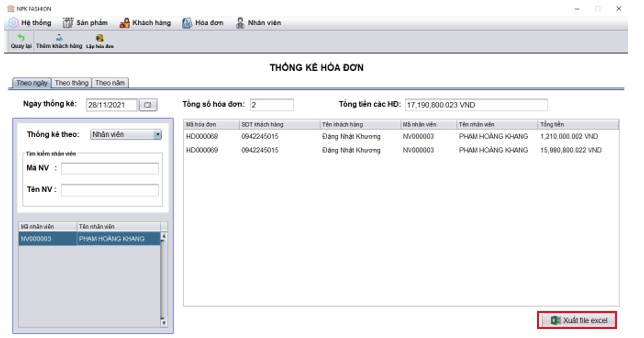 NPK FASHION
Hệ thống Sản phẩm Khách hàng Hóa đơn Nhân viên
Quay lại Thêm khách hàng Lập hóa đơn
THỐNG KÊ HÓA ĐƠN
Theo ngày Theo tháng Theo năm
Ngày thống kê: 28/11/2021 Tổng số hóa đơn: 2 Tổng tiền các HĐ: 17,190,800.023 VND
Thống kê theo: Nhân viên
Tìm kiếm nhân viên
Mã NV :
Tên NV :
Mã nhân viên Tên nhân viên
NV000003 PHẠM HOÀNG KHANG
Mã hóa đơn SDT khách hàng Tên khách hàng Mã nhân viên Tên nhân viên Tổng tiền
HD000068 0942245015 Đặng Nhật Khương NV000003 PHẠM HOÀNG KHANG 1,210,000.002 VND
HD000069 0942245015 Đặng Nhật Khương NV000003 PHẠM HOÀNG KHANG 15,980,800.022 VND
Xuất file excel